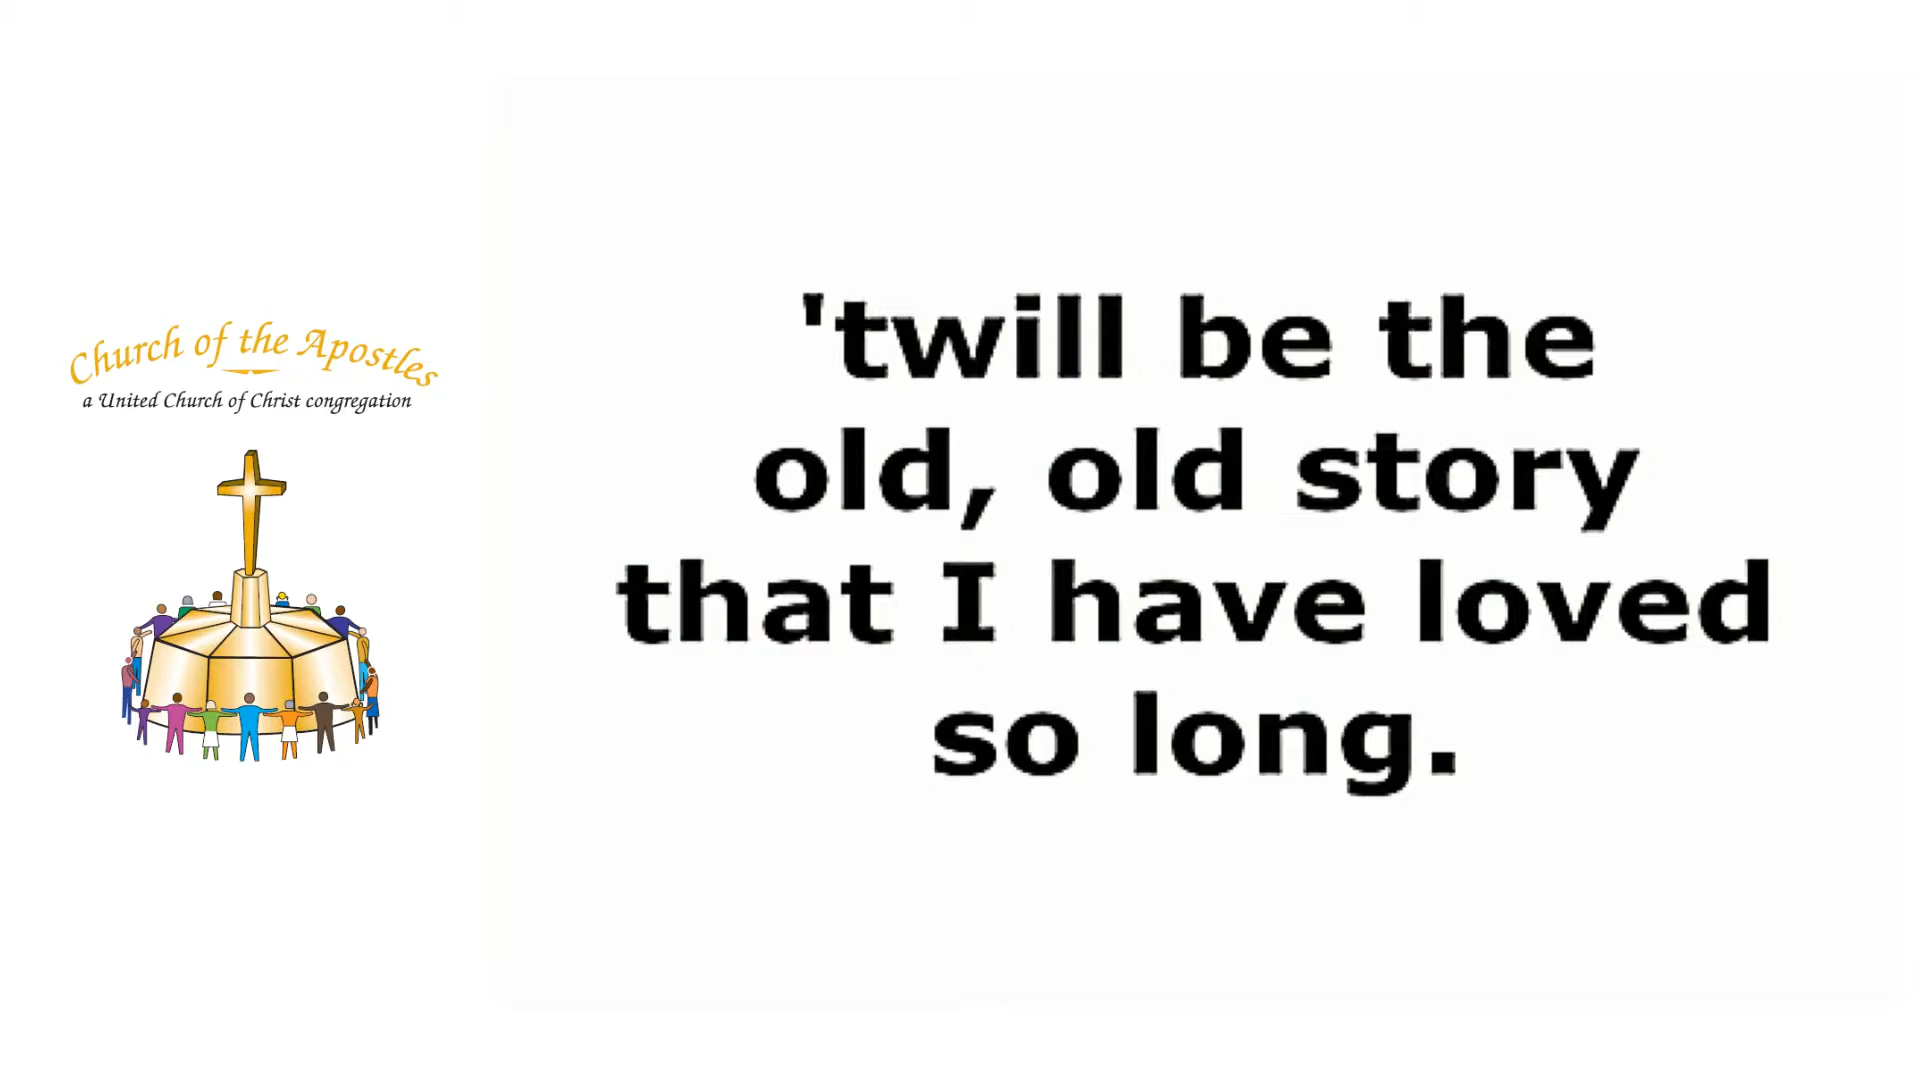 Church of the Apostles
a United Church of Christ congregation
'twill be the
old, old story
that I have loved
so long.